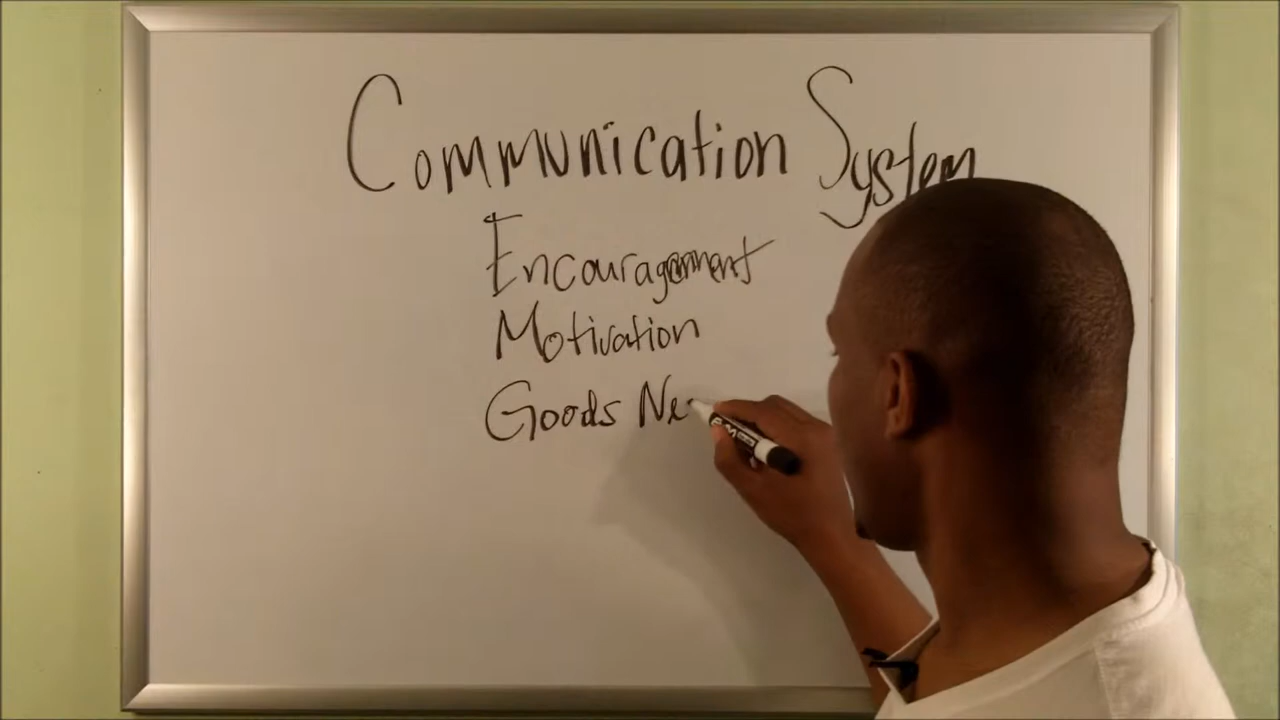 Communication System
Encouragement
Motivation
Goods Ne